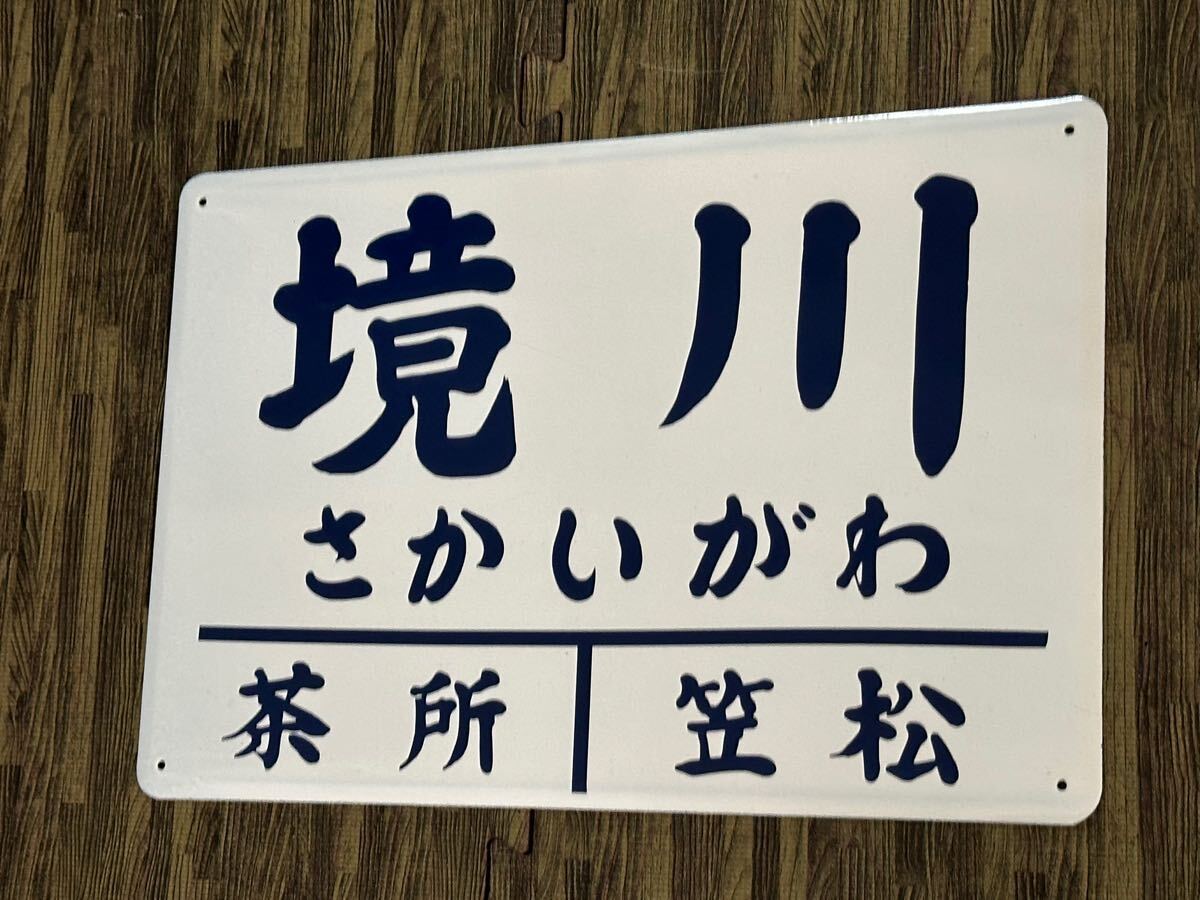 境川
さかいがわ
茶所 笠松